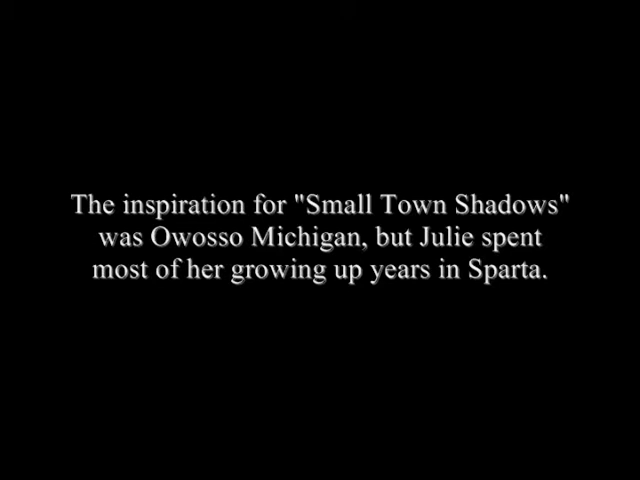 The inspiration for "Small Town Shadows"
was Owosso Michigan, but Julie spent
most of her growing up years in Sparta.